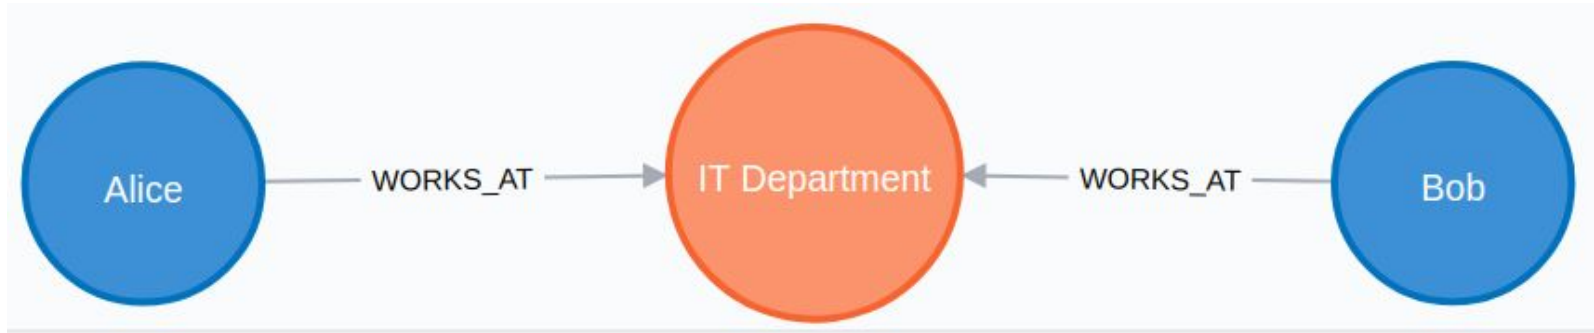 Alice
WORKS_AT
IT Department
WORKS_AT
Bob